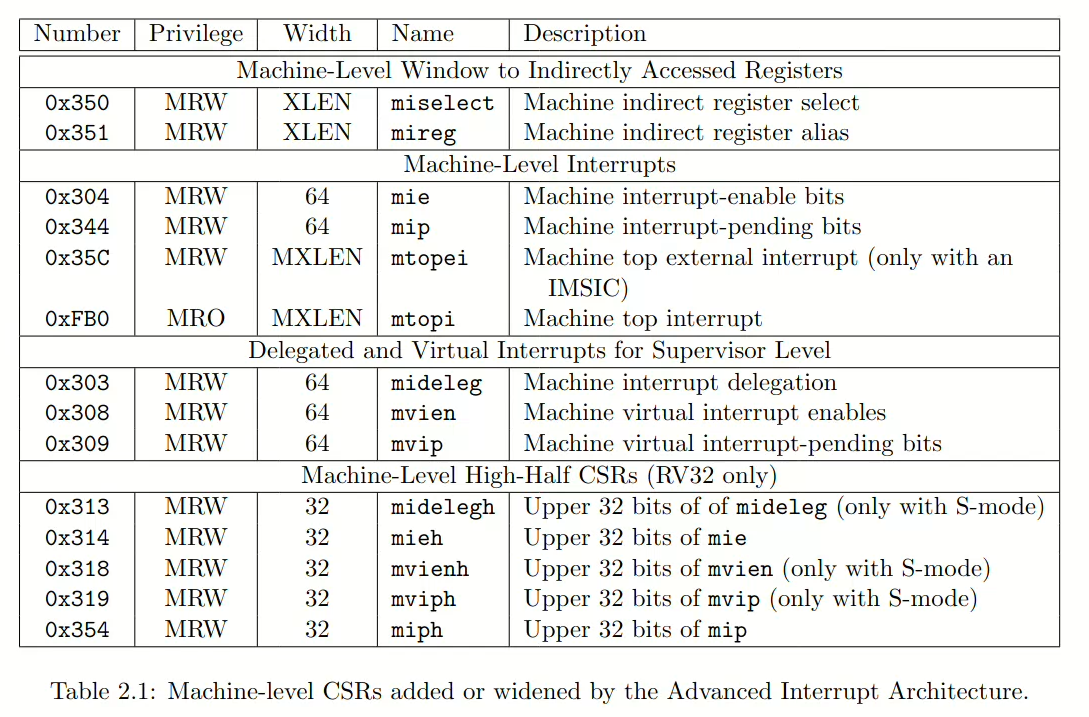 Number Privilege Width Name Description
Machine-Level Window to Indirectly Accessed Registers
0x350 MRW XLEN miselect Machine indirect register select
0x351 MRW XLEN mireg Machine indirect register alias
Machine-Level Interrupts
0x304 MRW 64 mie Machine interrupt-enable bits
0x344 MRW 64 mip Machine interrupt-pending bits
0x35C MRW MXLEN mtopei Machine top external interrupt (only with an
IMSIC)
0xFB0 MRO MXLEN mtopi Machine top interrupt
Delegated and Virtual Interrupts for Supervisor Level
0x303 MRW 64 mideleg Machine interrupt delegation
0x308 MRW 64 mvien Machine virtual interrupt enables
0x309 MRW 64 mvip Machine virtual interrupt-pending bits
Machine-Level High-Half CSRs (RV32 only)
0x313 MRW 32 midelegh Upper 32 bits of of mideleg (only with S-mode)
0x314 MRW 32 mieh Upper 32 bits of mie
0x318 MRW 32 mvienh Upper 32 bits of mvien (only with S-mode)
0x319 MRW 32 mviph Upper 32 bits of mvip (only with S-mode)
0x354 MRW 32 miph Upper 32 bits of mip
Table 2.1: Machine-level CSRs added or widened by the Advanced Interrupt Architecture.